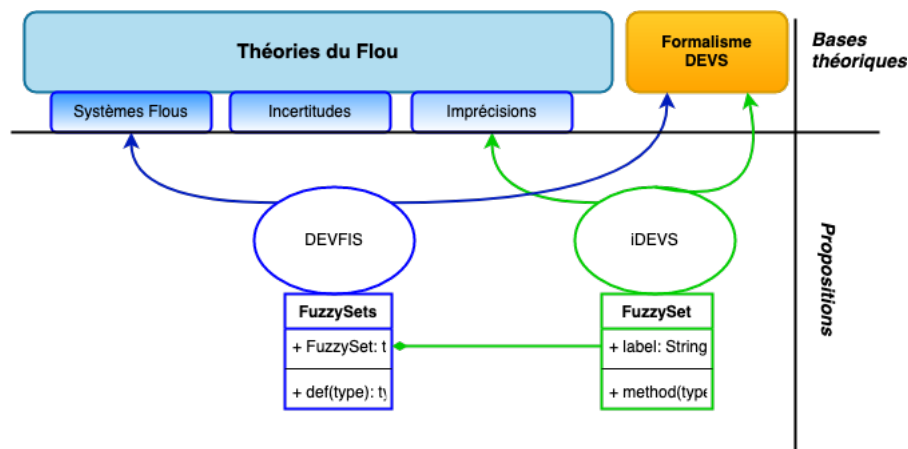 Théories du Flou
Formalisme
DEVS
Bases
théoriques
Systèmes Flous
Incertitudes
Imprécisions
DEVFIS
iDEVS
Propositions
FuzzySets
FuzzySet
+ FuzzySet: t
+ label: String
+ def(type): ty
+ method(type